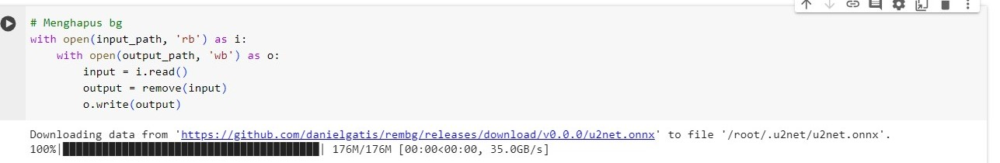 # Menghapus bg
with open(input_path, 'rb') as i:
    with open(output_path, 'wb') as o:
        input = i.read()
        output = remove(input)
        o.write(output)
Downloading data from 'https://github.com/danielgatis/rembg/releases/download/v0.0.0/u2net.onnx' to file '/root/.u2net/u2net.onnx'.
100%|████████████████████████████████████████| 176M/176M [00:00<00:00, 35.0GB/s]